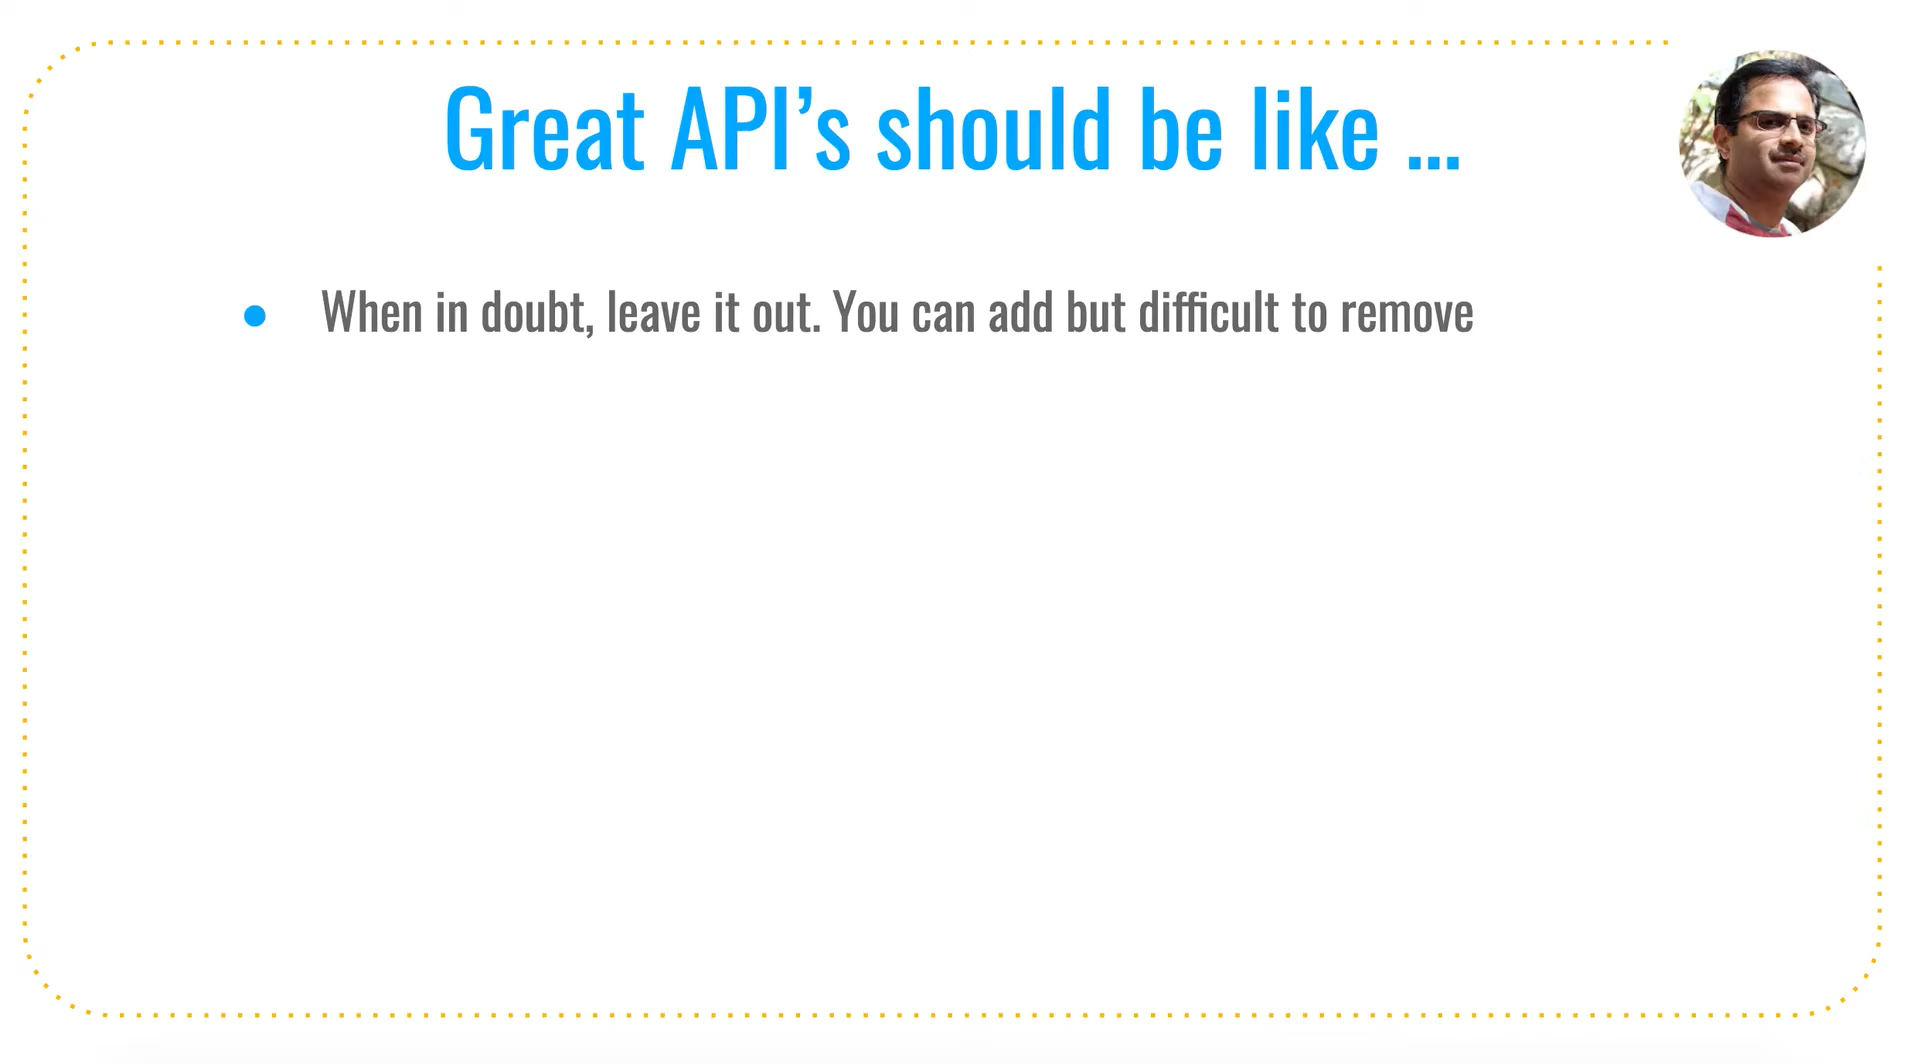 Great API’s should be like ...
● When in doubt, leave it out. You can add but difficult to remove